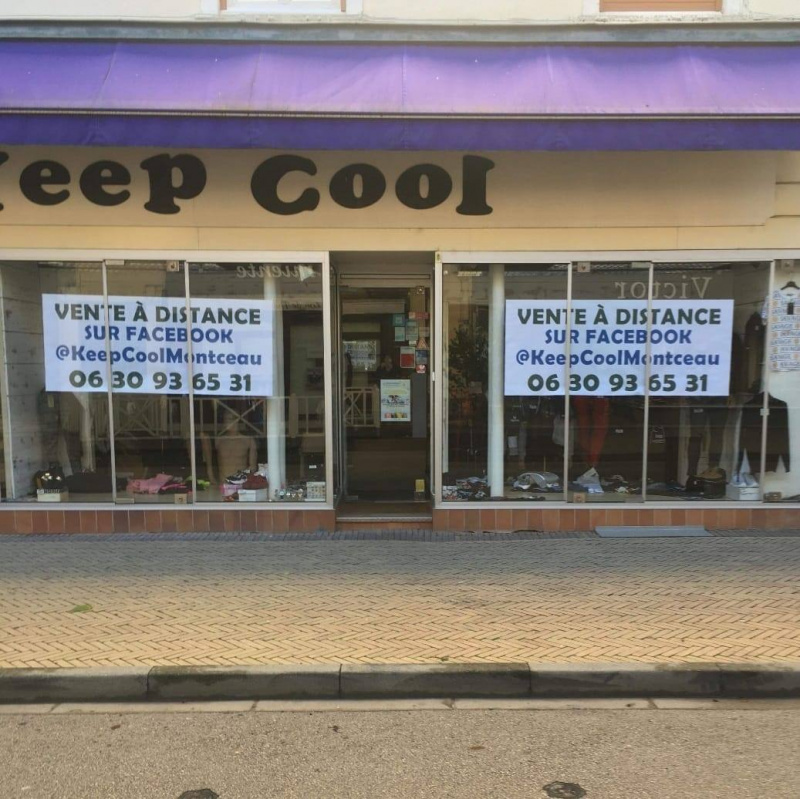 Keep Cool
VENTE À DISTANCE
SUR FACEBOOK
@KeepCoolMontceau
06 30 93 65 31
Victor
VENTE À DISTANCE
SUR FACEBOOK
@KeepCoolMontceau
06 30 93 65 31